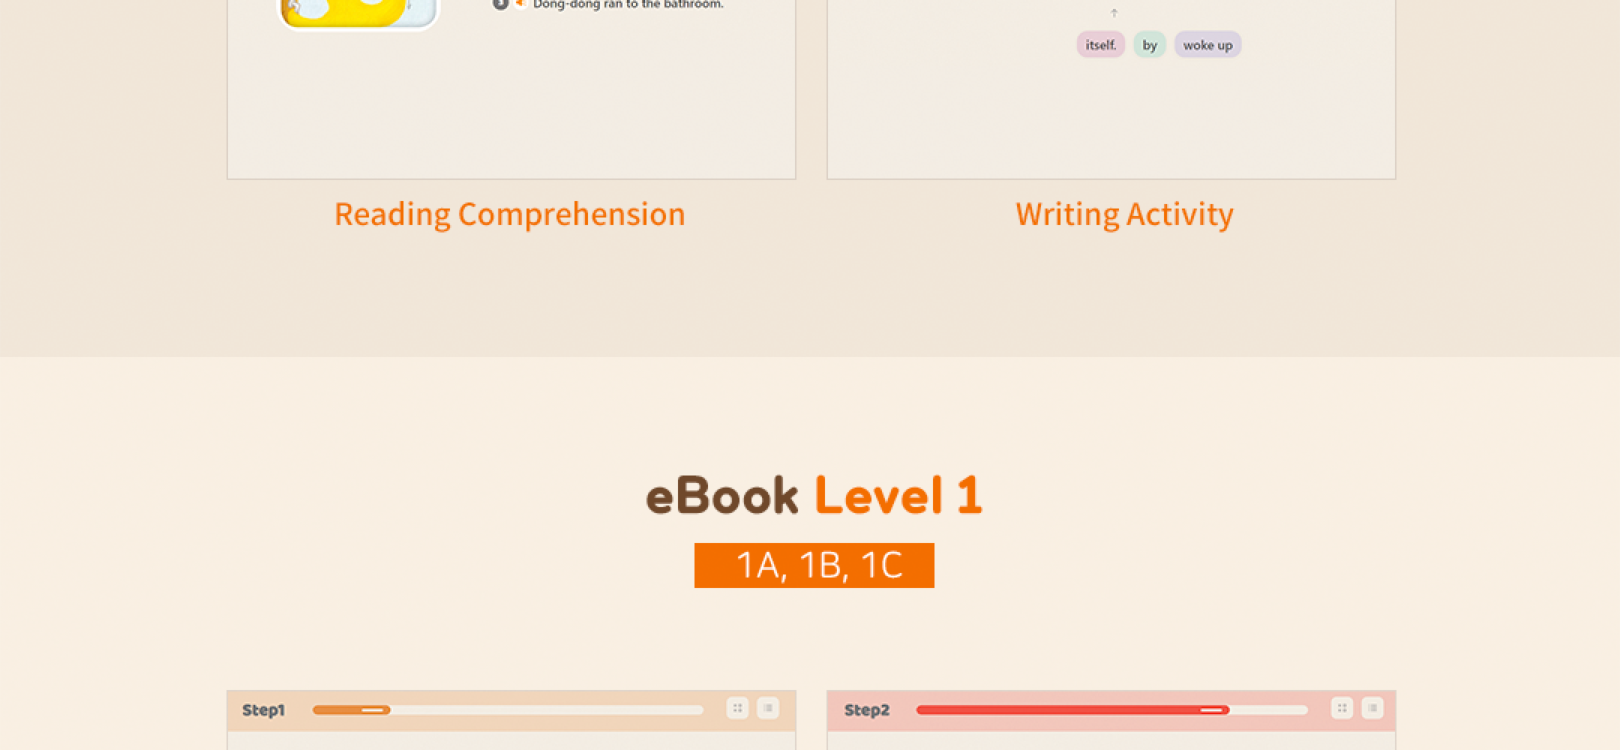 3 Dong-dong ran to the bathroom.
itself. by woke up
Reading Comprehension
Writing Activity
eBook Level 1
1A, 1B, 1C
Step1
Step2